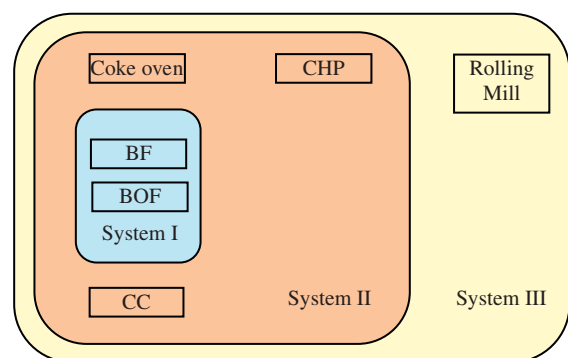 Coke oven
CHP
Rolling
Mill
BF
BOF
System I
CC
System II
System III